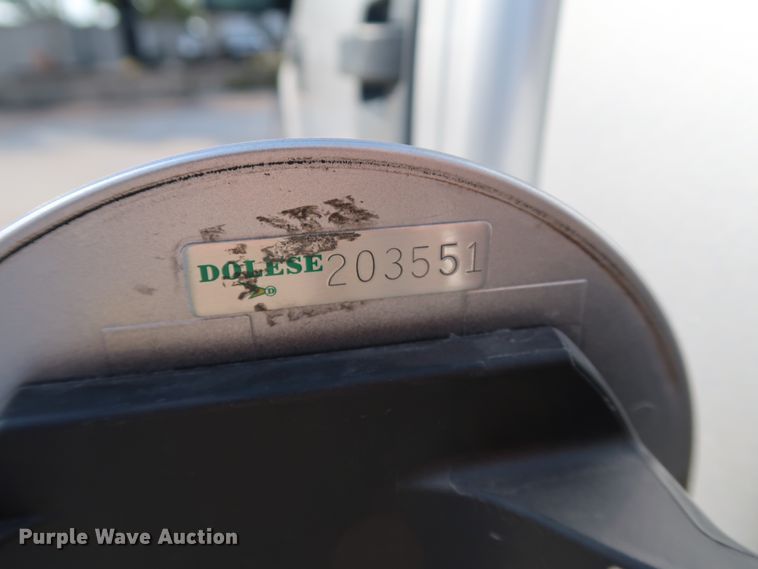 DOLESE 203551
D
Purple Wave Auction